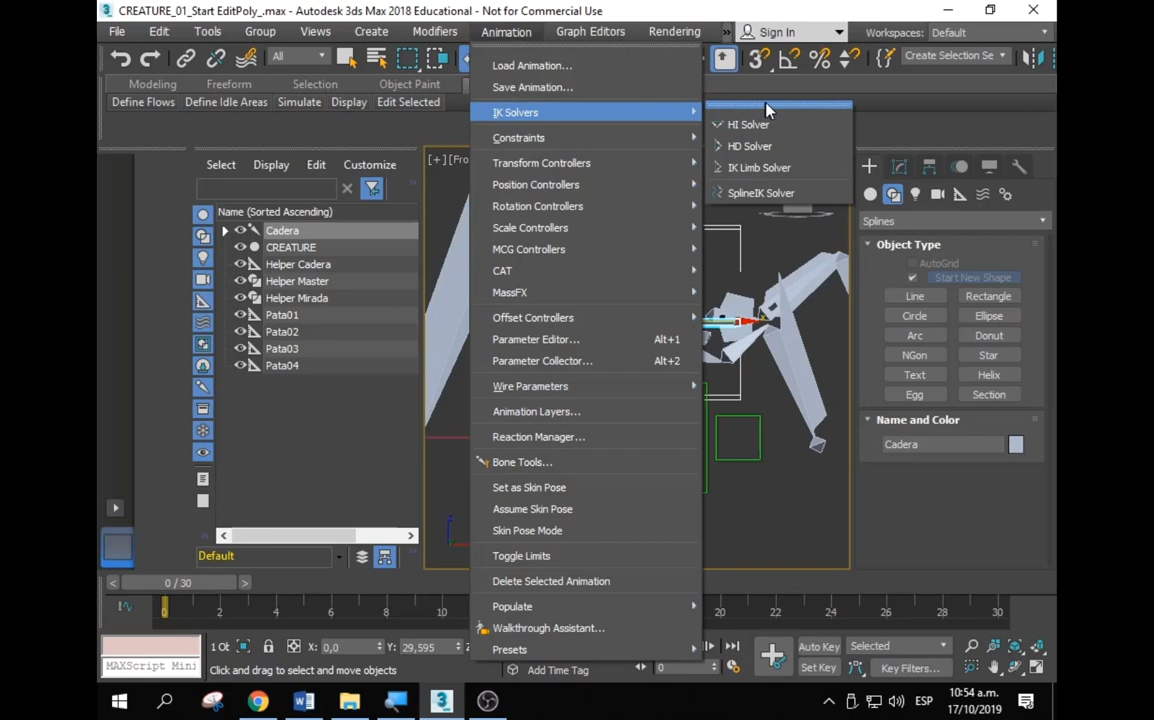 CREATURE_01_Start EditPoly_.max - Autodesk 3ds Max 2018 Educational - Not for Commercial Use
File Edit Tools Group Views Create Modifiers Animation Graph Editors Rendering » Sign In Workspaces: Default
All Create Selection Se
Modeling Freeform Selection Object Paint
Define Flows Define Idle Areas Simulate Display Edit Selected
Load Animation...
Save Animation...
IK Solvers
Constraints
Transform Controllers
Position Controllers
Rotation Controllers
Scale Controllers
MCG Controllers
CAT
MassFX
Offset Controllers
Parameter Editor... Alt+1
Parameter Collector... Alt+2
Wire Parameters
Animation Layers...
Reaction Manager...
Bone Tools...
Set as Skin Pose
Assume Skin Pose
Skin Pose Mode
Toggle Limits
Delete Selected Animation
Populate
Walkthrough Assistant...
Presets
HI Solver
HD Solver
IK Limb Solver
SplineIK Solver
Select Display Edit Customize
[+] [Fro
Name (Sorted Ascending)
Cadera
CREATURE
Helper Cadera
Helper Master
Helper Mirada
Pata01
Pata02
Pata03
Pata04
Default
Splines
Object Type
AutoGrid
Start New Shape
Line Rectangle
Circle Ellipse
Arc Donut
NGon Star
Text Helix
Egg Section
Name and Color
Cadera
0 / 30
0 2 4 6 8 10 20 22 24 26 28 30
MAXScript Mini
X: 0,0 Y: 29,595
Click and drag to select and move objects
Add Time Tag
0
Auto Key Selected
Set Key Key Filters...
ESP
10:54 a.m.
17/10/2019